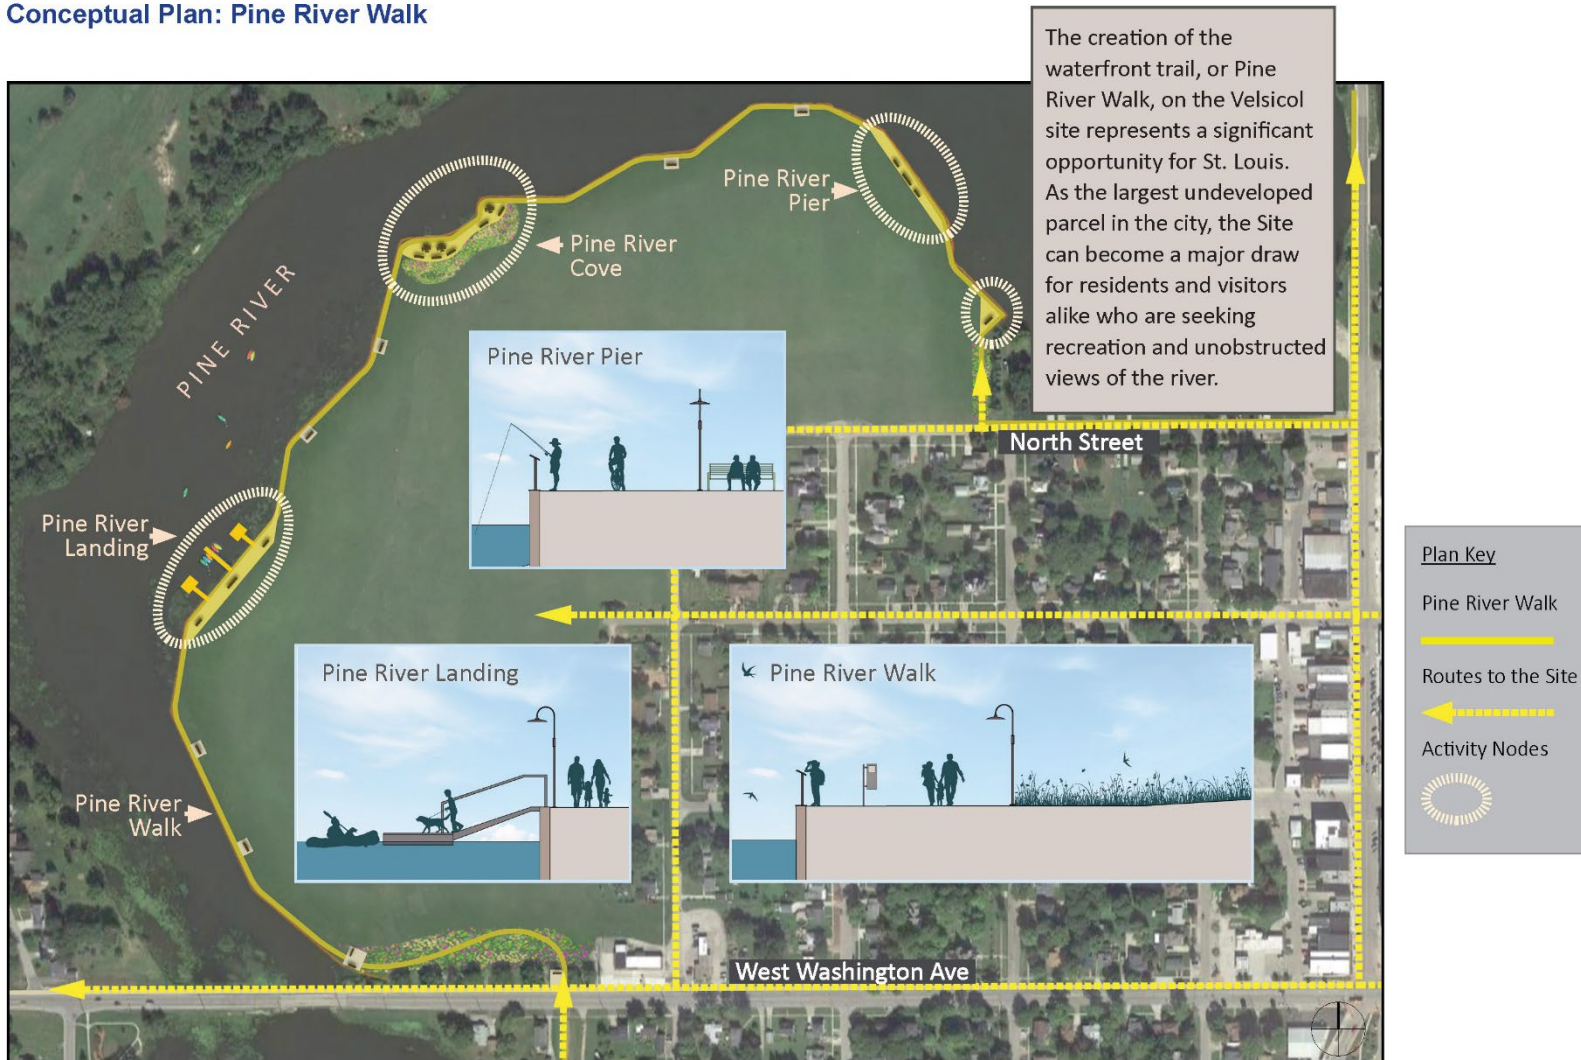 Conceptual Plan: Pine River Walk
The creation of the
waterfront trail, or Pine
River Walk, on the Velsicol
site represents a significant
opportunity for St. Louis.
As the largest undeveloped
parcel in the city, the Site
can become a major draw
for residents and visitors
alike who are seeking
recreation and unobstructed
views of the river.
Pine River
Pier
Pine River
Cove
PINE RIVER
Pine River Pier
North Street
Pine River
Landing
Plan Key
Pine River Walk
Routes to the Site
Activity Nodes
Pine River Landing
Pine River Walk
Pine River
Walk
West Washington Ave